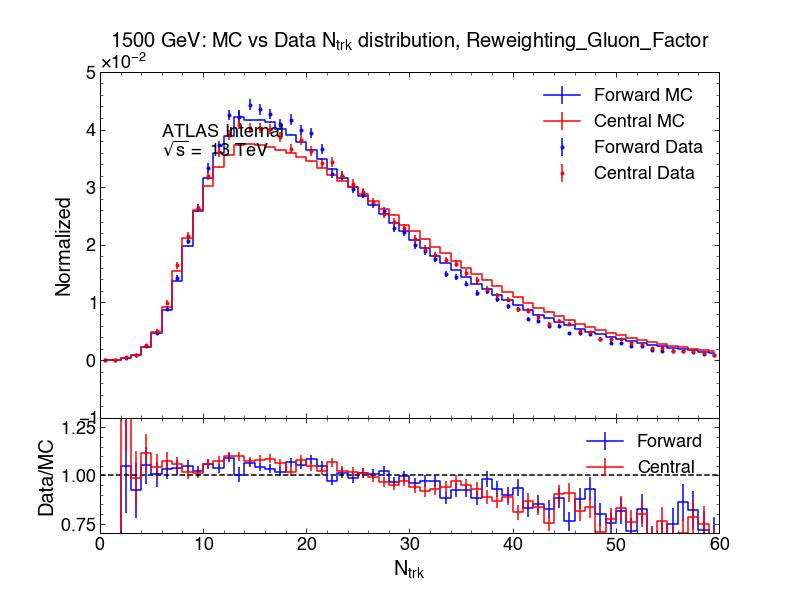 1500 GeV: MC vs Data N_trk distribution, Reweighting_Gluon_Factor
×10⁻²
5
4
3
2
1
0
−1
Normalized
ATLAS Internal
√s = 13 TeV
Forward MC
Central MC
Forward Data
Central Data
1.25
1.00
0.75
Data/MC
Forward
Central
0 10 20 30 40 50 60
N_trk